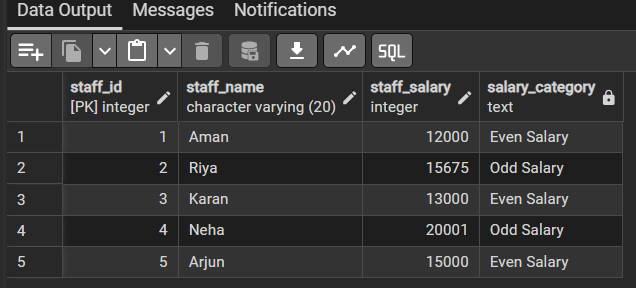 Data Output Messages Notifications
SQL
staff_id staff_name staff_salary salary_category
[PK] integer character varying (20) integer text
1 1 Aman 12000 Even Salary
2 2 Riya 15675 Odd Salary
3 3 Karan 13000 Even Salary
4 4 Neha 20001 Odd Salary
5 5 Arjun 15000 Even Salary